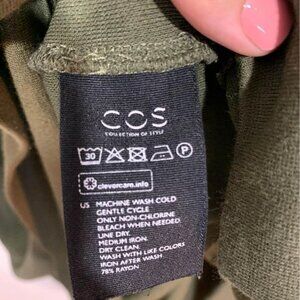 COS
COLLECTION OF STYLE
30
P
clevercare.info
US MACHINE WASH COLD
GENTLE CYCLE
ONLY NON-CHLORINE
BLEACH WHEN NEEDED.
LINE DRY.
MEDIUM IRON.
DRY CLEAN.
WASH WITH LIKE COLORS
IRON AFTER WASH
78% RAYON